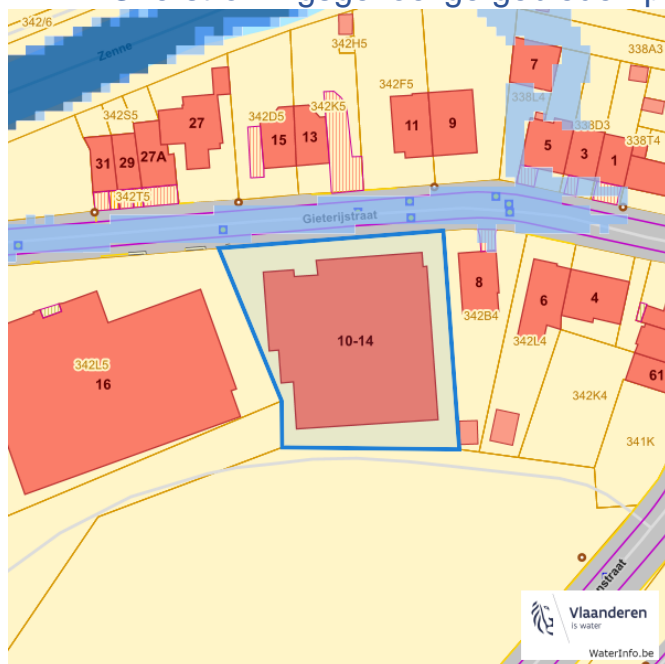 342/6
Zenne
342H5
338A3
7
342S5
342F5
338L4
342D5
342K5
27
338D3
338T4
15
13
11
9
5
3
1
31
29
27A
342T5
Gieterijstraat
8
6
4
342B4
10-14
342L4
342L5
16
61
342K4
341K
Vlaanderen
is water
WaterInfo.be